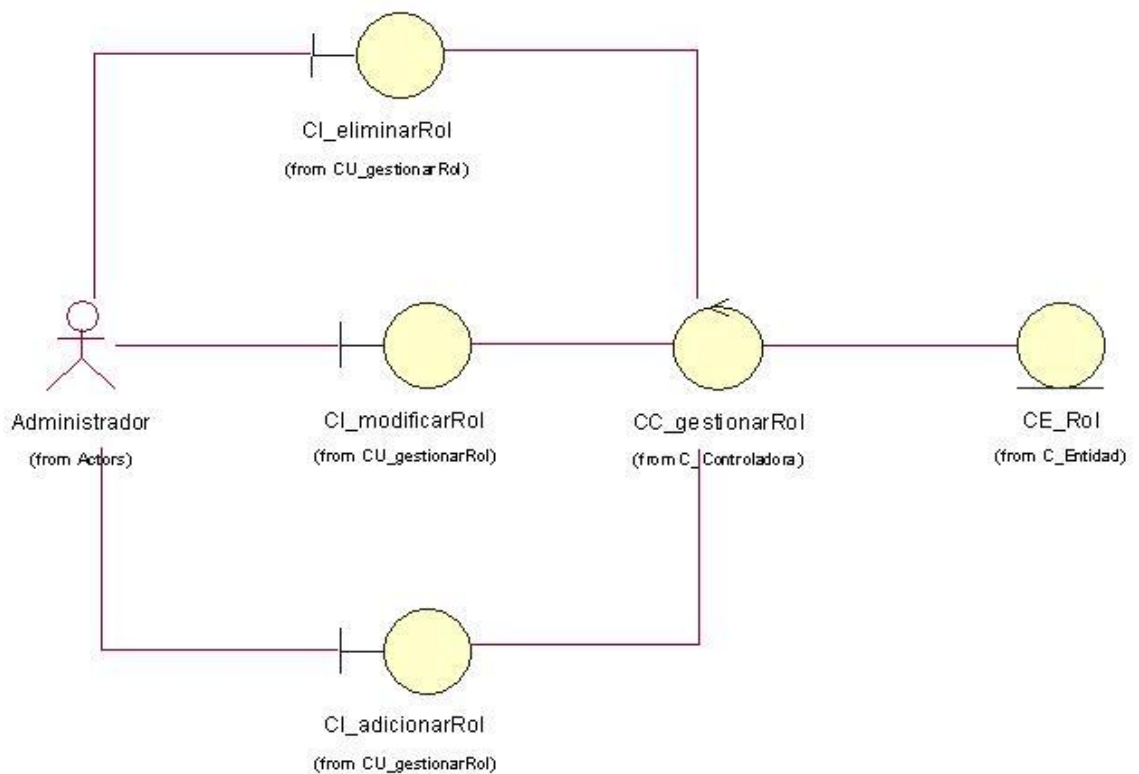 CI_eliminarRol
(from CU_gestionarRol)
Administrador
(from Actors)
CI_modificarRol
(from CU_gestionarRol)
CC_gestionarRol
(from C_Controladora)
CE_Rol
(from C_Entidad)
CI_adicionarRol
(from CU_gestionarRol)